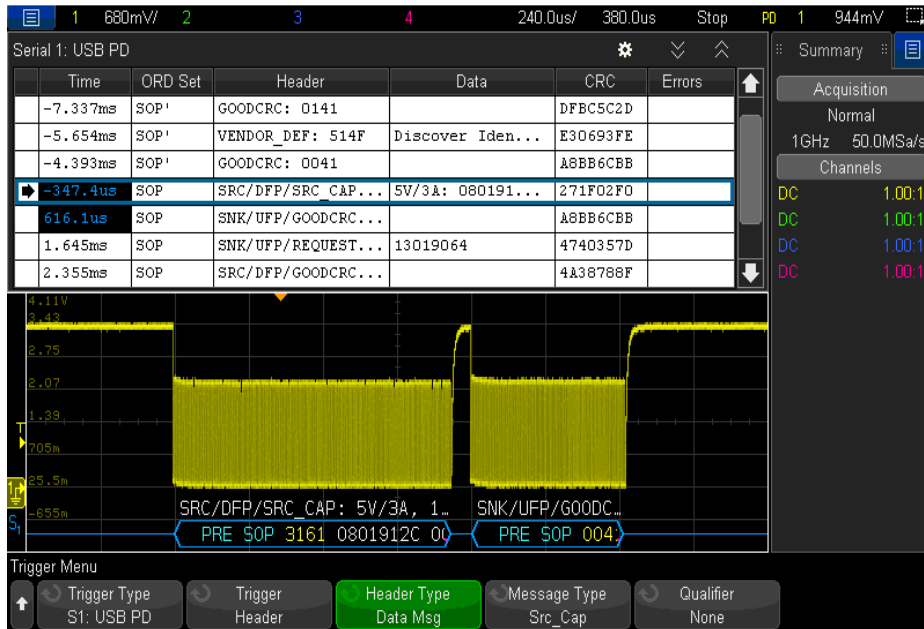 1 680mV/ 2 3 4 240.0us/ 380.0us Stop PD 1 944mV
Serial 1: USB PD
Summary
Time ORD Set Header Data CRC Errors
-7.337ms SOP' GOODCRC: 0141 DFBC5C2D
-5.654ms SOP' VENDOR_DEF: 514F Discover Iden... E30693FE
-4.393ms SOP' GOODCRC: 0041 A8BB6CBB
-347.4us SOP SRC/DFP/SRC_CAP... 5V/3A: 080191... 271F02F0
616.1us SOP SNK/UFP/GOODCRC... A8BB6CBB
1.645ms SOP SNK/UFP/REQUEST... 13019064 4740357D
2.355ms SOP SRC/DFP/GOODCRC... 4A38788F
Acquisition
Normal
1GHz 50.0MSa/s
Channels
DC 1.00:1
DC 1.00:1
DC 1.00:1
DC 1.00:1
4.11V
3.43
2.75
2.07
1.39
705m
25.5m
-655m
T
S1
SRC/DFP/SRC_CAP: 5V/3A, 1… SNK/UFP/GOODC…
PRE SOP 3161 0801912C PRE SOP 004
Trigger Menu
Trigger Type
S1: USB PD
Trigger
Header
Header Type
Data Msg
Message Type
Src_Cap
Qualifier
None